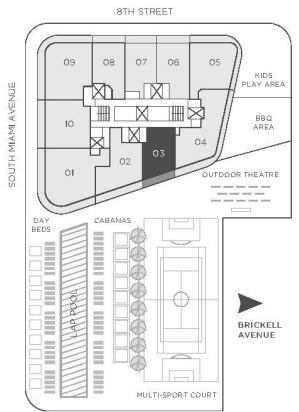 8TH STREET
SOUTH MIAMI AVENUE
09
08
07
06
05
KIDS
PLAY AREA
10
BBQ
AREA
04
03
02
01
OUTDOOR THEATRE
DAY
BEDS
CABANAS
LAP POOL
BRICKELL
AVENUE
MULTI-SPORT COURT